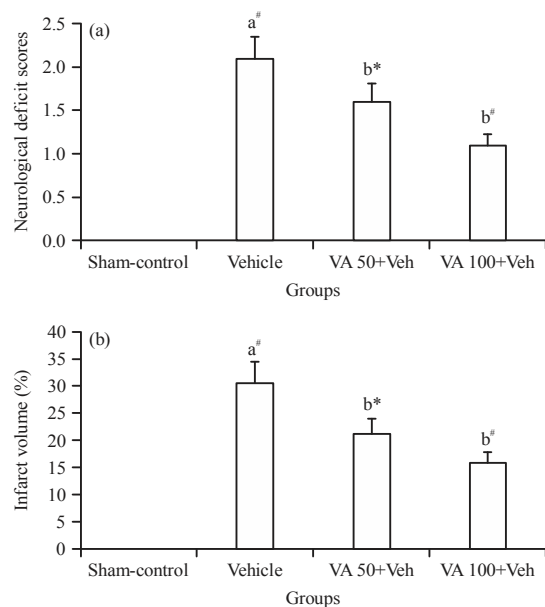 (a)
Neurological deficit scores
2.5
2.0
1.5
1.0
0.5
0.0
a#
b*
b#
Sham-control Vehicle VA 50+Veh VA 100+Veh
Groups
(b)
Infarct volume (%)
40
35
30
25
20
15
10
5
0
a#
b*
b#
Sham-control Vehicle VA 50+Veh VA 100+Veh
Groups